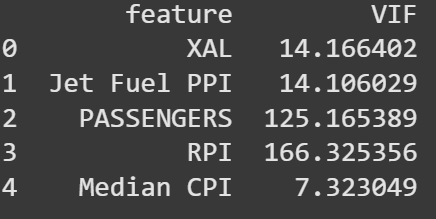 feature VIF
0 XAL 14.166402
1 Jet Fuel PPI 14.106029
2 PASSENGERS 125.165389
3 RPI 166.325356
4 Median CPI 7.323049